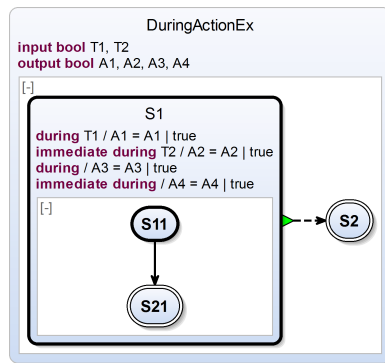 DuringActionEx
input bool T1, T2
output bool A1, A2, A3, A4
[-]
S1
during T1 / A1 = A1 | true
immediate during T2 / A2 = A2 | true
during / A3 = A3 | true
immediate during / A4 = A4 | true
[-]
S11
S2
S21